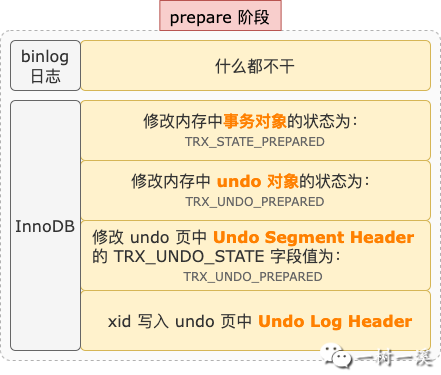 prepare 阶段
binlog
日志
什么都不干
InnoDB
修改内存中事务对象的状态为:
TRX_STATE_PREPARED
修改内存中 undo 对象的状态为:
TRX_UNDO_PREPARED
修改 undo 页中 Undo Segment Header
的 TRX_UNDO_STATE 字段值为:
TRX_UNDO_PREPARED
xid 写入 undo 页中 Undo Log Header
一树一溪